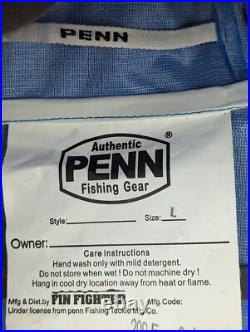 PENN
Authentic
PENN®
Fishing Gear
Style: Size: L
Owner:
Care Instructions
Hand wash only with mild detergent.
Do not store when wet! Do not machine dry!
Hang in cool dry area away from heat or flame.
Mfg & Dist.by FIN FIGHTER Mfg.Code:
Under license from penn Fishing Tackle Mfg.Co.